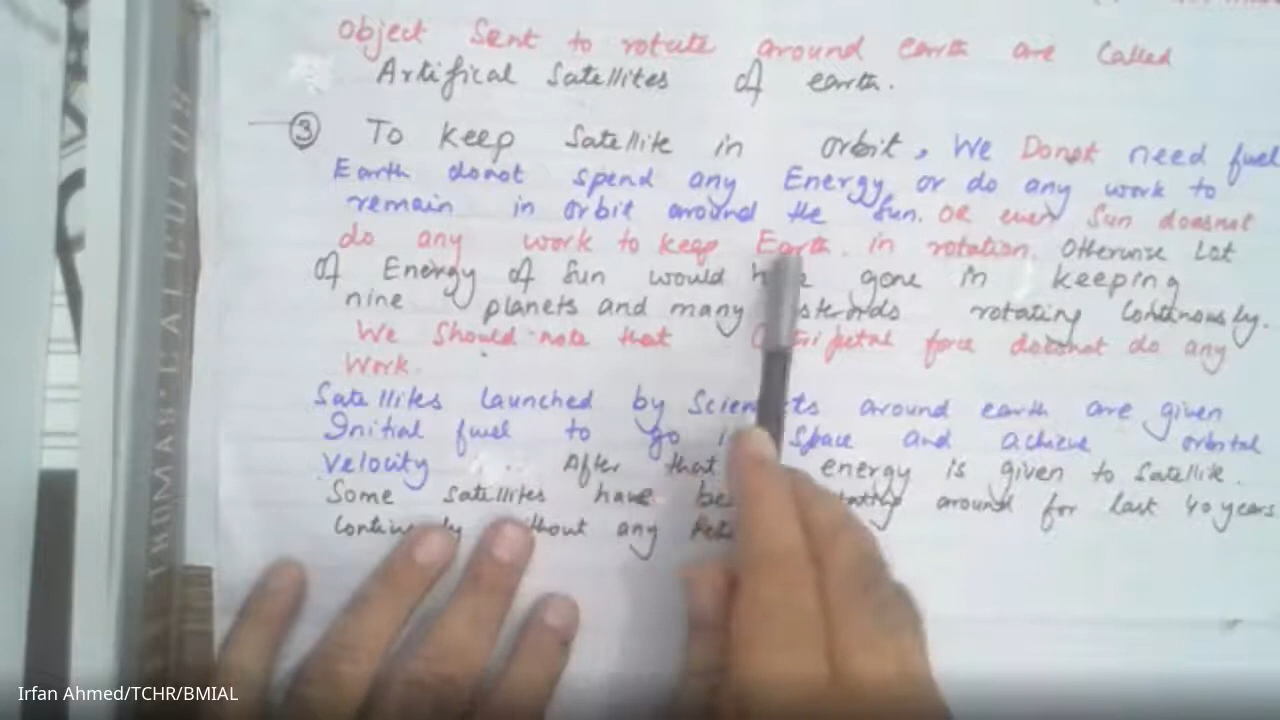 Object Sent to rotate around earth are Called
Artifical Satellites of earth.
③ To Keep Satellite in orbit, We Donot need fuel
Earth donot spend any Energy or do any work to
remain in orbit around the Sun. OR even Sun doesnot
do any work to keep Earth. in rotation. Otherwise Lot
Of Energy of Sun would gone in keeping
nine planets and many rotating Continously.
We Should note that force doesnot do any
Work.
Satellites launched by around earth are given
Initial fuel to go Space and achieve orbital
Velocity After that energy is given to Satellite.
Some Satellites have around for last 40 years
any
THOMAS' CALCULUS
Irfan Ahmed/TCHR/BMIAL